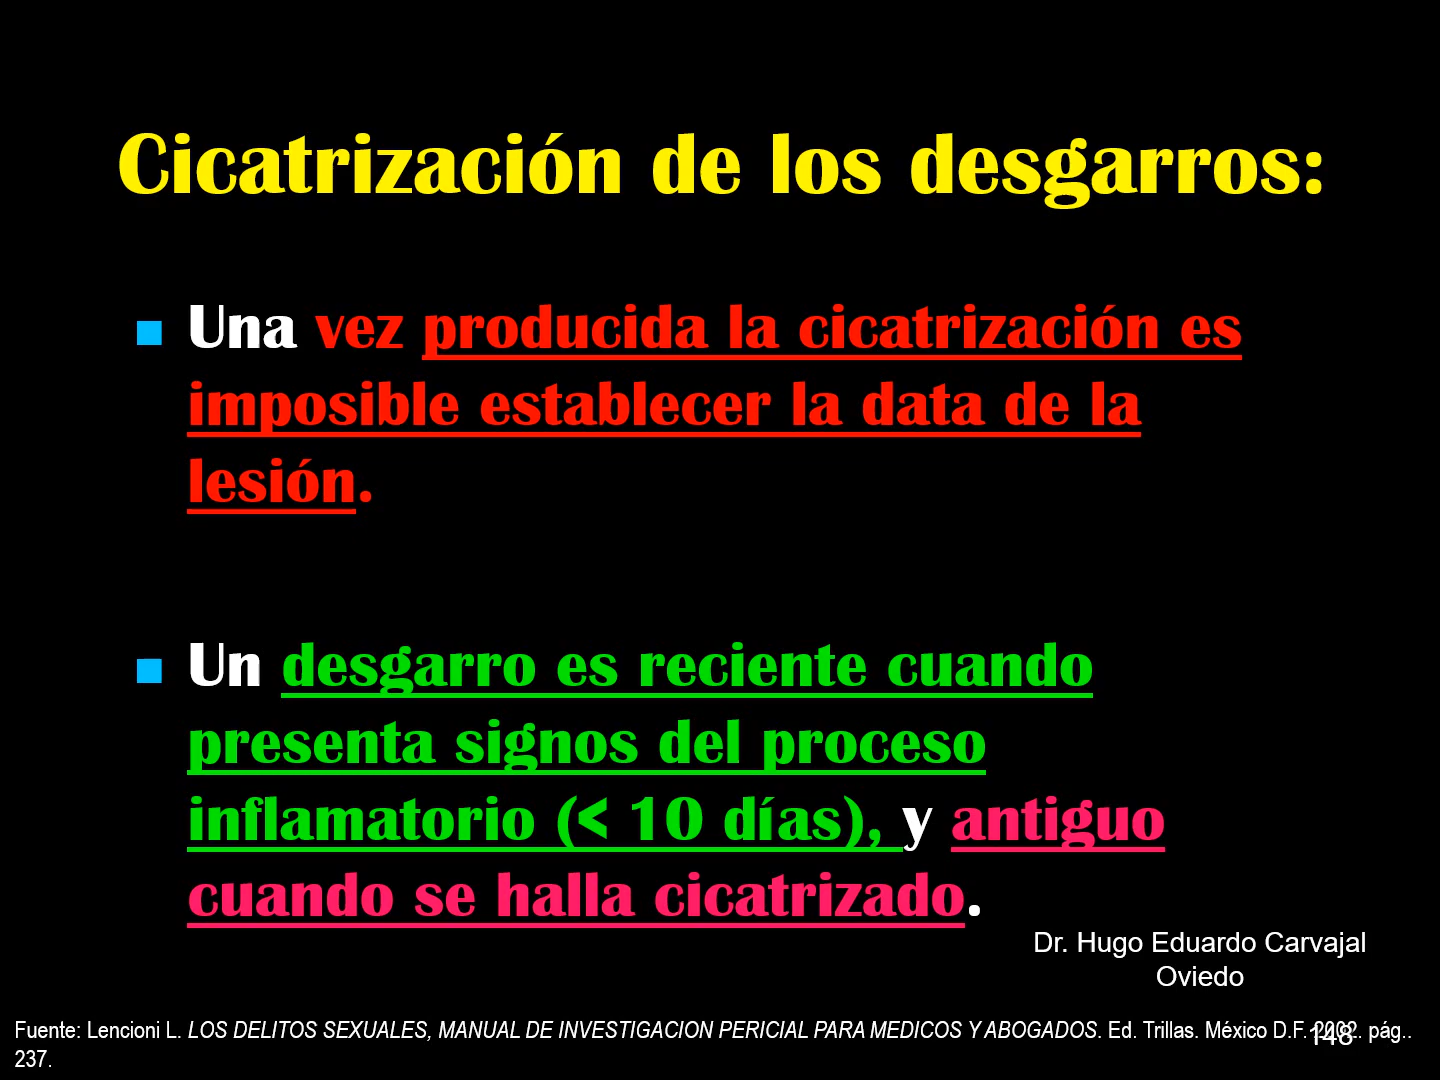 Cicatrización de los desgarros:
Una vez producida la cicatrización es
imposible establecer la data de la
lesión.
Un desgarro es reciente cuando
presenta signos del proceso
inflamatorio (< 10 días), y antiguo
cuando se halla cicatrizado.
Dr. Hugo Eduardo Carvajal
Oviedo
Fuente: Lencioni L. LOS DELITOS SEXUALES, MANUAL DE INVESTIGACION PERICIAL PARA MEDICOS Y ABOGADOS. Ed. Trillas. México D.F. 2002. pág..
237.
148